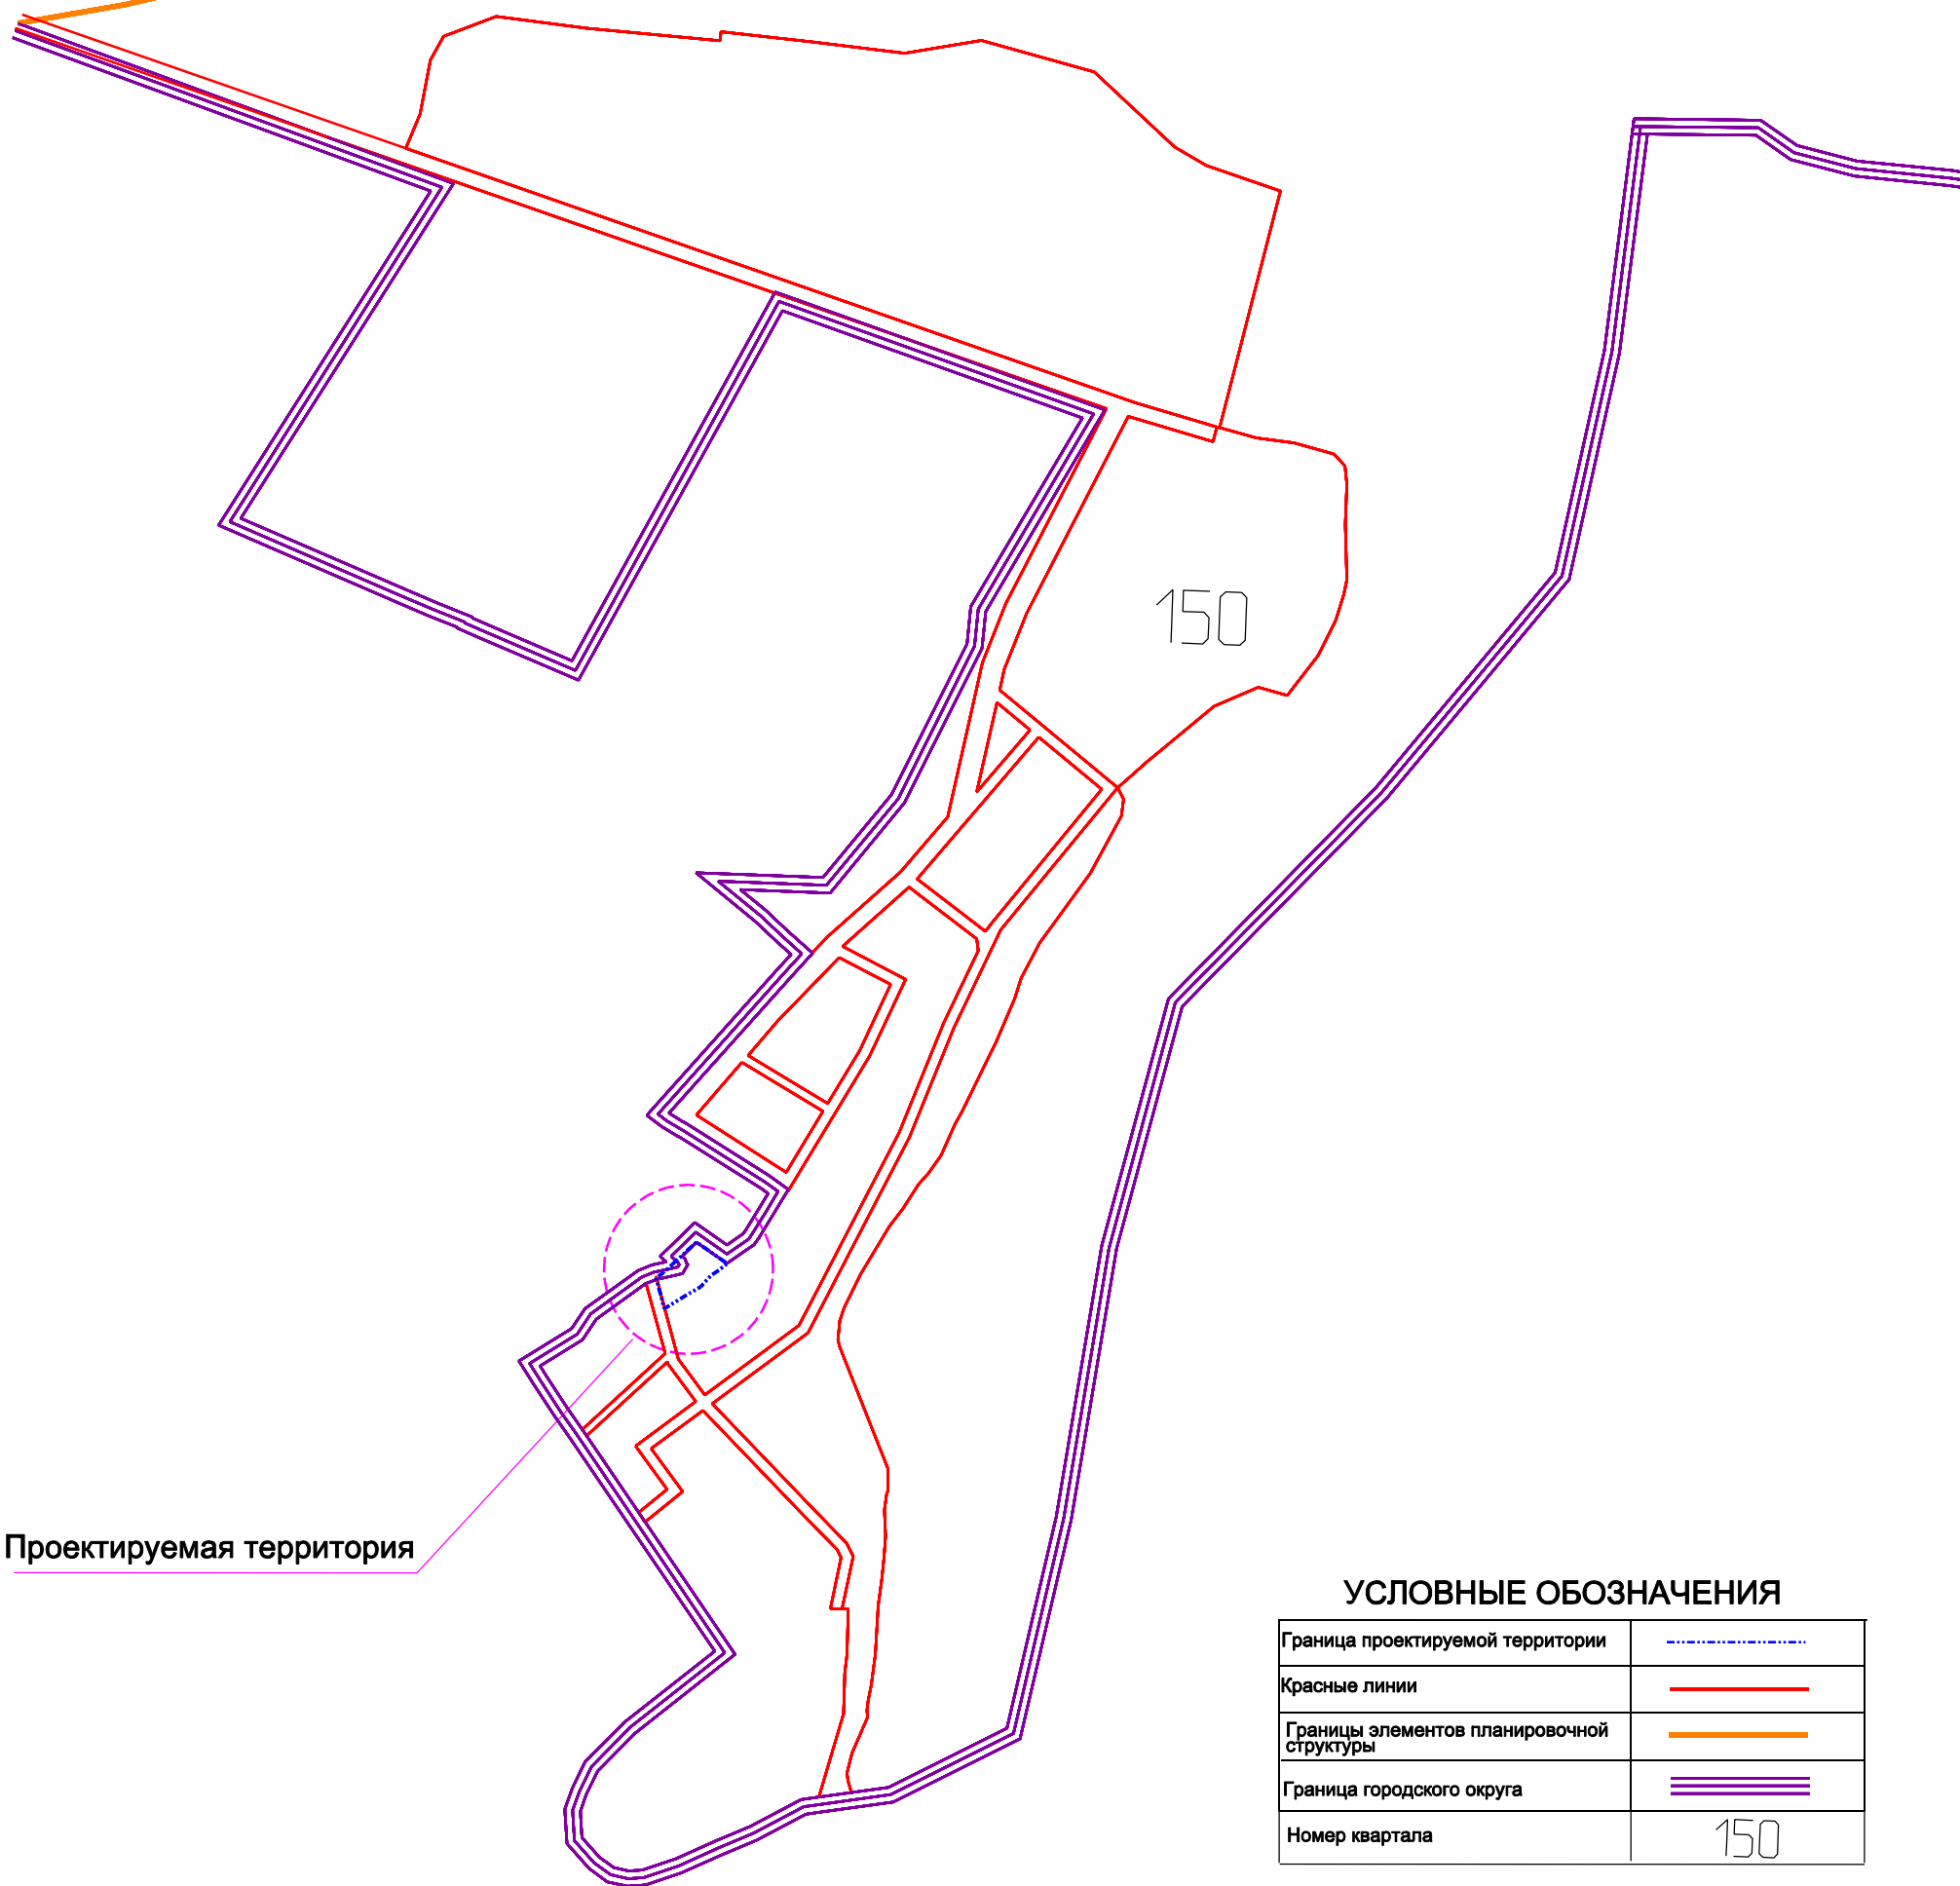 150
Проектируемая территория
УСЛОВНЫЕ ОБОЗНАЧЕНИЯ
Граница проектируемой территории
Красные линии
Границы элементов планировочной
структуры
Граница городского округа
Номер квартала 150